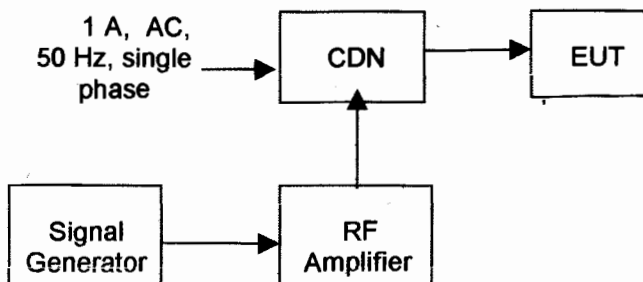 1 A, AC,
50 Hz, single
phase
CDN
EUT
Signal
Generator
RF
Amplifier